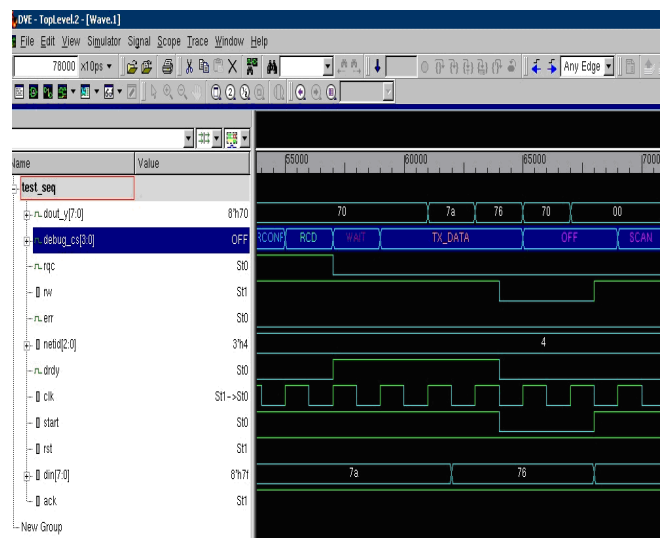 DVE - TopLevel.2 - [Wave.1]
File Edit View Simulator Signal Scope Trace Window Help
78000 x10ps Any Edge
Name Value
55000 60000 65000 7000
test_seq
dout_y[7:0] 8'h70 70 7a 76 70 00
debug_cs[3:0] OFF RCONF RCD WAIT TX_DATA OFF SCAN
rqc St0
rw St1
err St0
netid[2:0] 3'h4 4
drdy St0
clk St1->St0
start St0
rst St1
din[7:0] 8'h7f 7a 76
ack St1
New Group